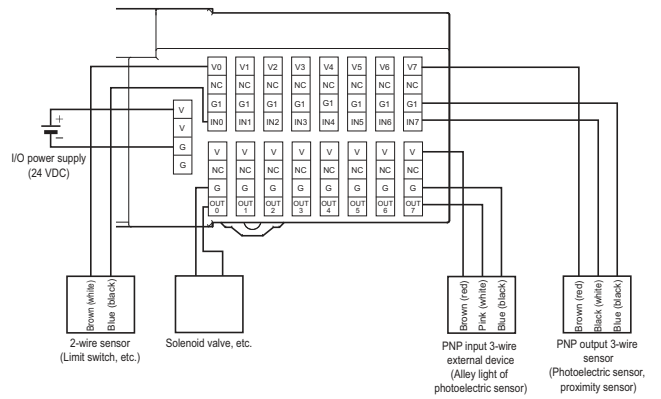 V0 V1 V2 V3 V4 V5 V6 V7
NC NC NC NC NC NC NC NC
G1 G1 G1 G1 G1 G1 G1 G1
IN0 IN1 IN2 IN3 IN4 IN5 IN6 IN7
V
V
G
G
+
−
I/O power supply
(24 VDC)
V V V V V V V V
NC NC NC NC NC NC NC NC
G G G G G G G G
OUT OUT OUT OUT OUT OUT OUT OUT
0 1 2 3 4 5 6 7
Brown (white)
Blue (black)
2-wire sensor
(Limit switch, etc.)
Solenoid valve, etc.
Brown (red)
Pink (white)
Blue (black)
PNP input 3-wire
external device
(Alley light of
photoelectric sensor)
Brown (red)
Black (white)
Blue (black)
PNP output 3-wire
sensor
(Photoelectric sensor,
proximity sensor)